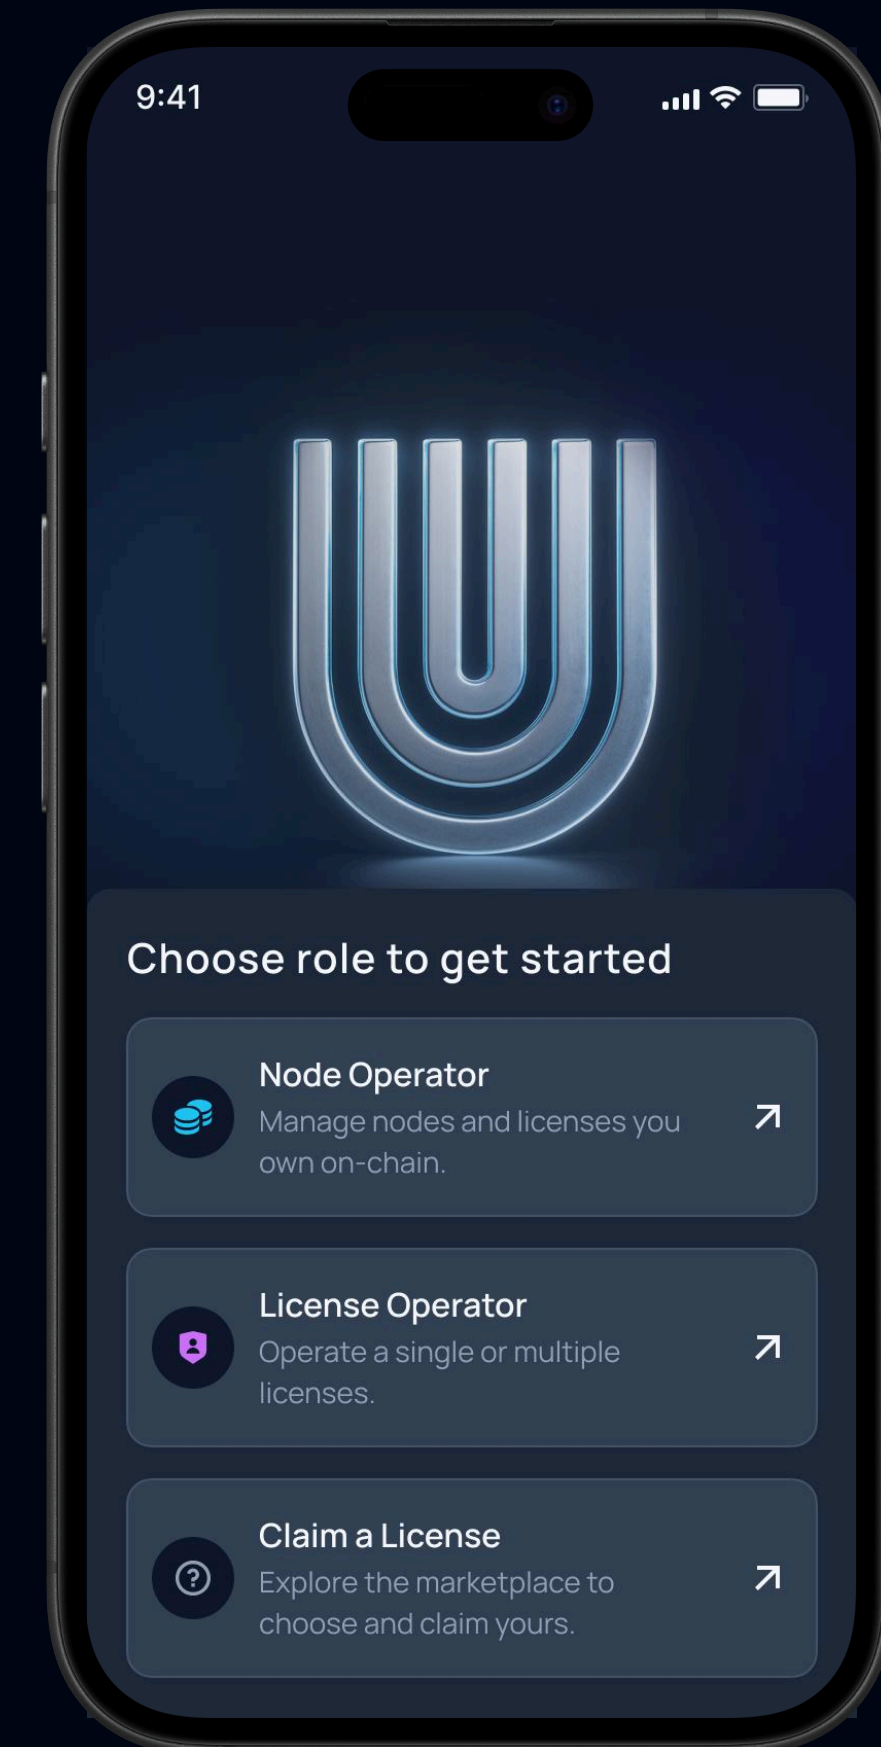 9:41
Choose role to get started
Node Operator
Manage nodes and licenses you
own on-chain.
License Operator
Operate a single or multiple
licenses.
Claim a License
Explore the marketplace to
choose and claim yours.